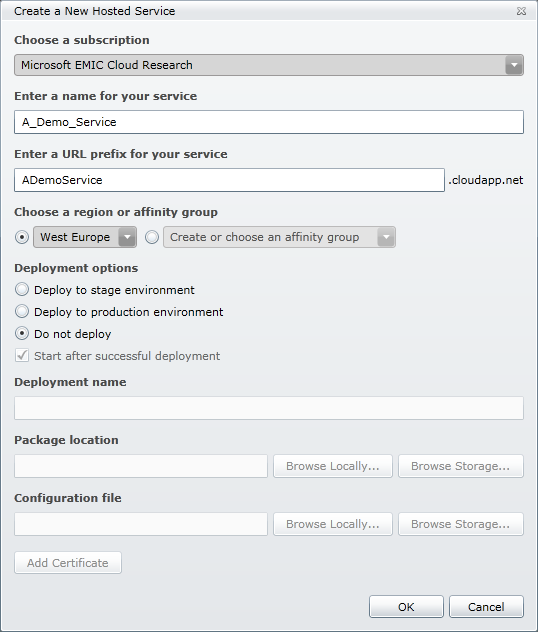 Create a New Hosted Service
Choose a subscription
Microsoft EMIC Cloud Research
Enter a name for your service
A_Demo_Service
Enter a URL prefix for your service
ADemoService .cloudapp.net
Choose a region or affinity group
West Europe Create or choose an affinity group
Deployment options
Deploy to stage environment
Deploy to production environment
Do not deploy
Start after successful deployment
Deployment name
Package location
Browse Locally... Browse Storage...
Configuration file
Browse Locally... Browse Storage...
Add Certificate
OK Cancel